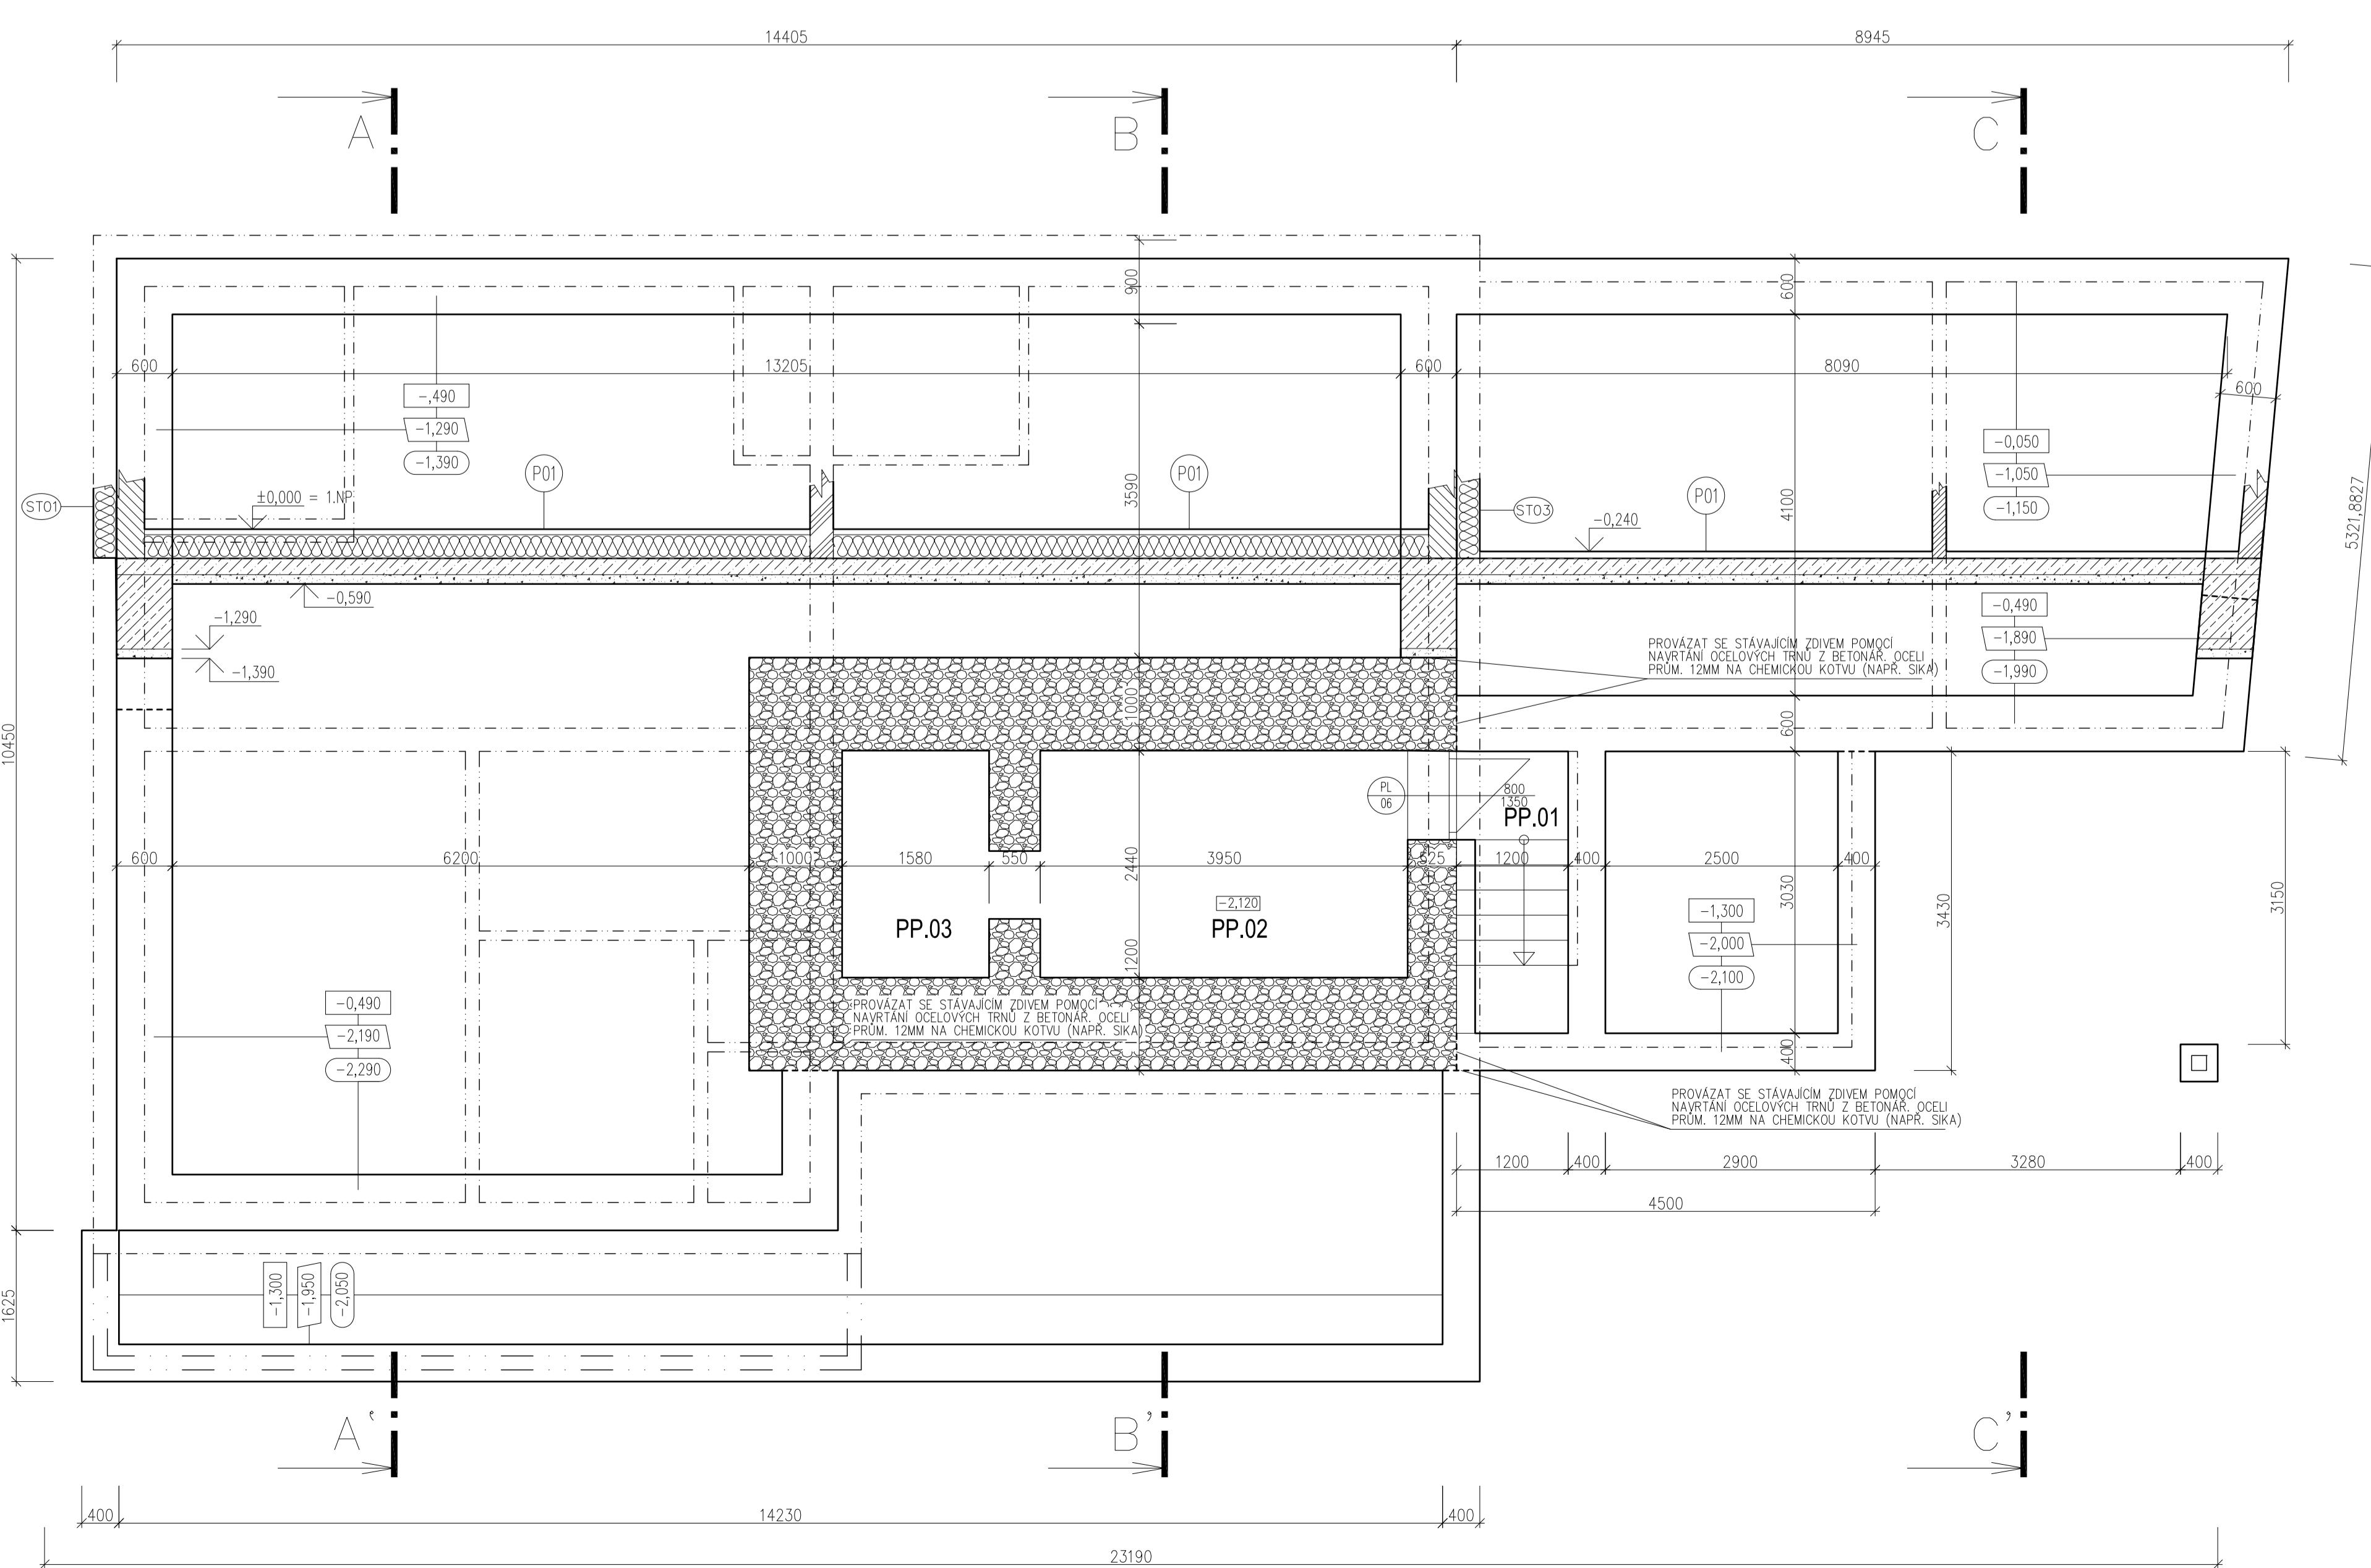 14405
8945
A
B
C
900
600
600
13205
600
8090
600
-,490
-1,290
-1,390
-0,050
-1,050
-1,150
P01
P01
P01
3590
4100
5321,8827
ST01
±0,000 = 1.NP
ST03
-0,240
-0,590
-1,290
-1,390
-0,490
-1,890
-1,990
PROVÁZAT SE STÁVAJÍCÍM ZDIVEM POMOCÍ
NAVRTÁNÍ OCELOVÝCH TRNŮ Z BETONÁŘ. OCELI
PRŮM. 12MM NA CHEMICKOU KOTVU (NAPŘ. SIKA)
10450
1000
600
PL
06
800
1350
PP.01
600
6200
1000
1580
550
3950
525
1200
400
2500
400
2440
3030
3430
3150
-2,120
PP.03
PP.02
-1,300
-2,000
-2,100
1200
-0,490
-2,190
-2,290
PROVÁZAT SE STÁVAJÍCÍM ZDIVEM POMOCÍ
NAVRTÁNÍ OCELOVÝCH TRNŮ Z BETONÁŘ. OCELI
PRŮM. 12MM NA CHEMICKOU KOTVU (NAPŘ. SIKA)
400
PROVÁZAT SE STÁVAJÍCÍM ZDIVEM POMOCÍ
NAVRTÁNÍ OCELOVÝCH TRNŮ Z BETONÁŘ. OCELI
PRŮM. 12MM NA CHEMICKOU KOTVU (NAPŘ. SIKA)
1200
400
2900
3280
400
4500
1625
-1,300
-1,950
-2,050
A'
B'
C'
400
14230
400
23190